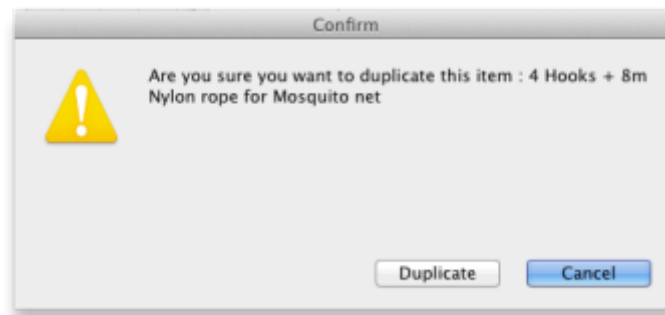 Confirm
Are you sure you want to duplicate this item : 4 Hooks + 8m
Nylon rope for Mosquito net
Duplicate Cancel